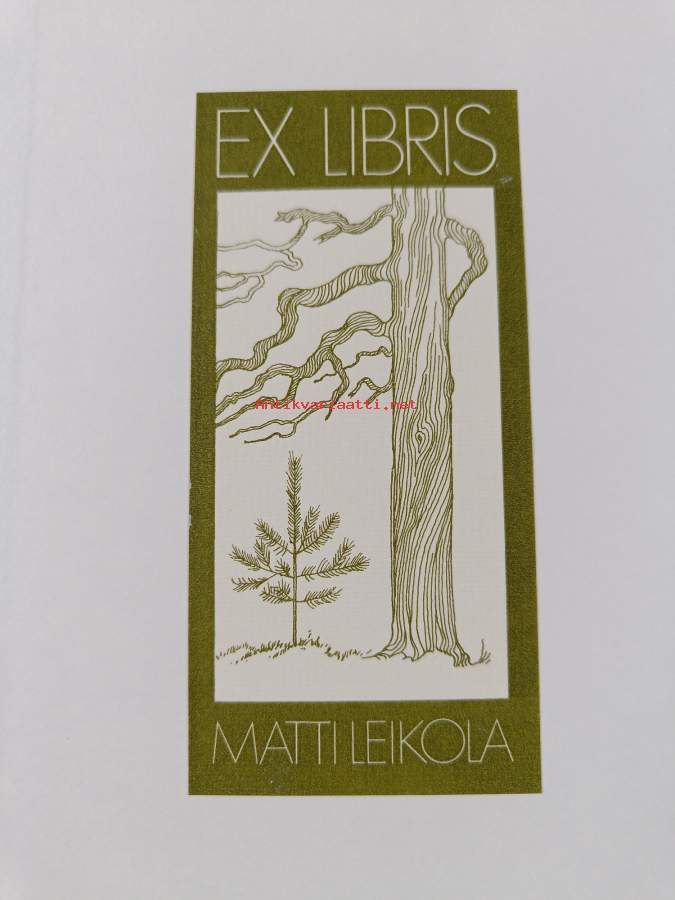 EX LIBRIS
Antikvariaatti.net
MATTI LEIKOLA